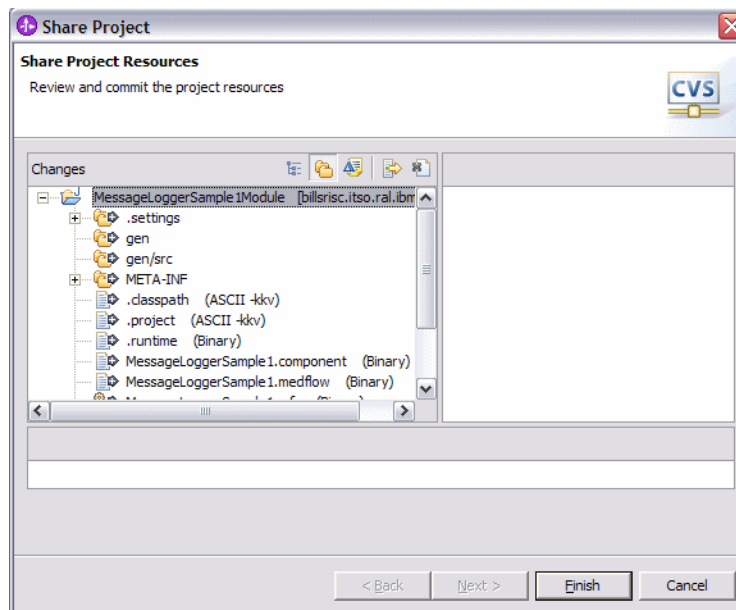 Share Project
Share Project Resources
Review and commit the project resources
CVS
Changes
MessageLoggerSample1Module [billsrisc.itso.ral.ibm
.settings
gen
gen/src
META-INF
.classpath (ASCII -kkv)
.project (ASCII -kkv)
.runtime (Binary)
MessageLoggerSample1.component (Binary)
MessageLoggerSample1.medflow (Binary)
< Back Next > Finish Cancel